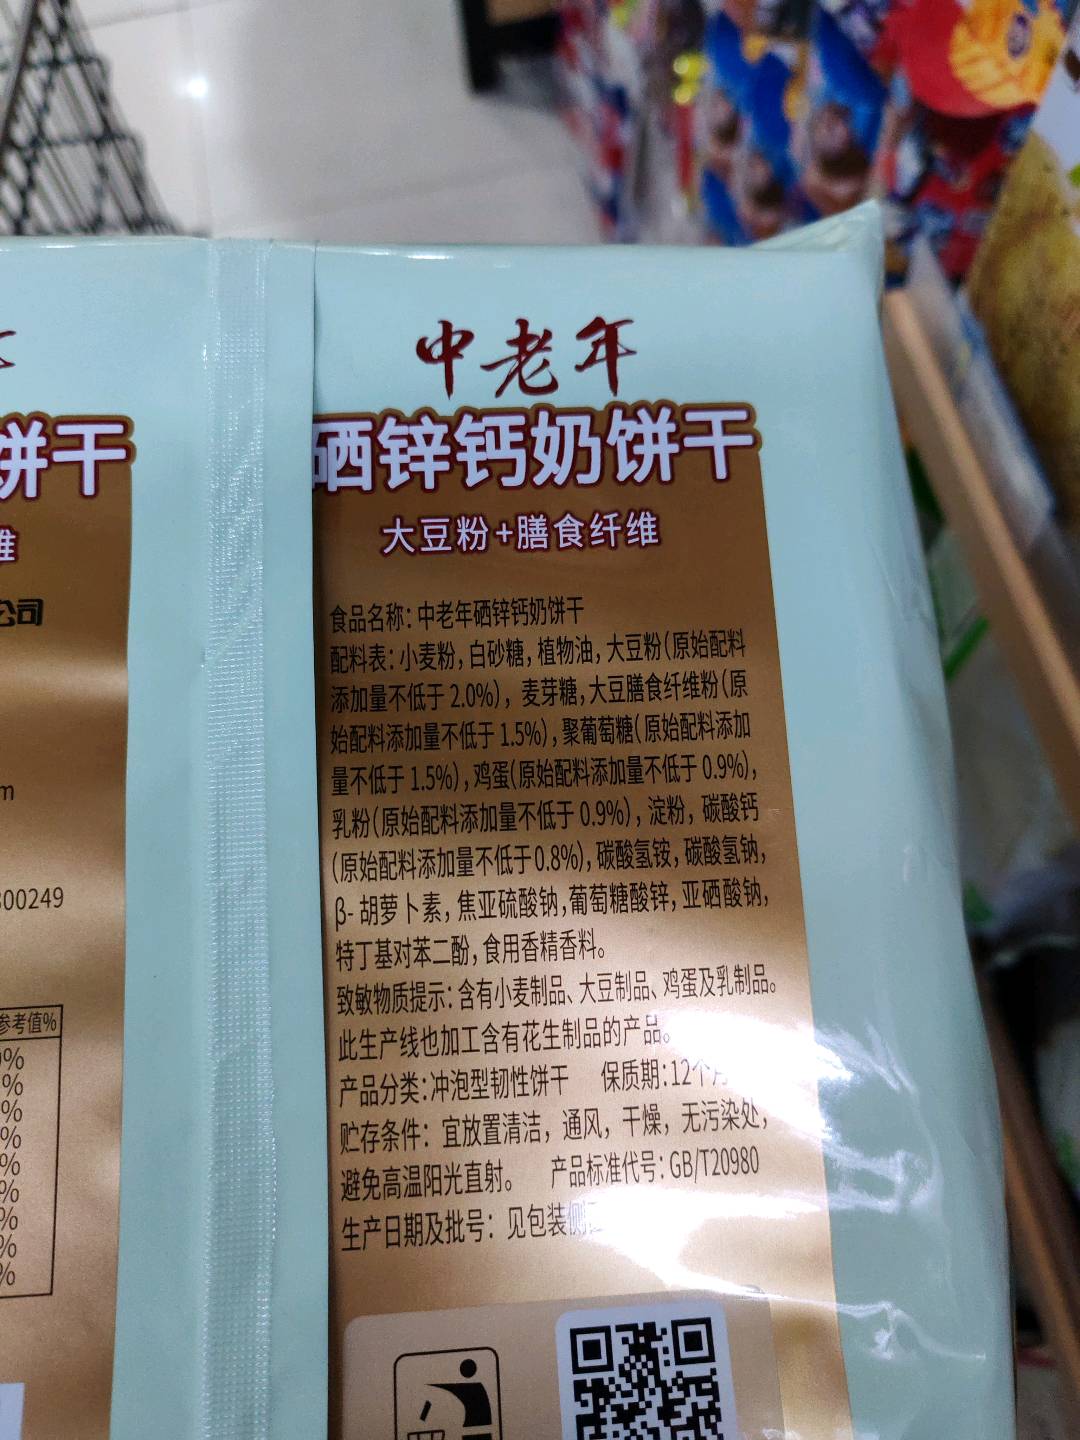 中老年
硒锌钙奶饼干
大豆粉+膳食纤维
食品名称：中老年硒锌钙奶饼干
配料表：小麦粉，白砂糖，植物油，大豆粉（原始配料
添加量不低于2.0%），麦芽糖，大豆膳食纤维粉（原
始配料添加量不低于1.5%），聚葡萄糖（原始配料添加
量不低于1.5%），鸡蛋（原始配料添加量不低于0.9%），
乳粉（原始配料添加量不低于0.9%），淀粉，碳酸钙
（原始配料添加量不低于0.8%），碳酸氢铵，碳酸氢钠，
β-胡萝卜素，焦亚硫酸钠，葡萄糖酸锌，亚硒酸钠，
特丁基对苯二酚，食用香精香料。
致敏物质提示：含有小麦制品、大豆制品、鸡蛋及乳制品。
此生产线也加工含有花生制品的产品。
产品分类：冲泡型韧性饼干 保质期：12个月
贮存条件：宜放置清洁，通风，干燥，无污染处，
避免高温阳光直射。 产品标准代号：GB/T20980
生产日期及批号：见包装侧
饼干
维
公司
m
300249
参考值%
%
%
%
%
%
%
%
%
%